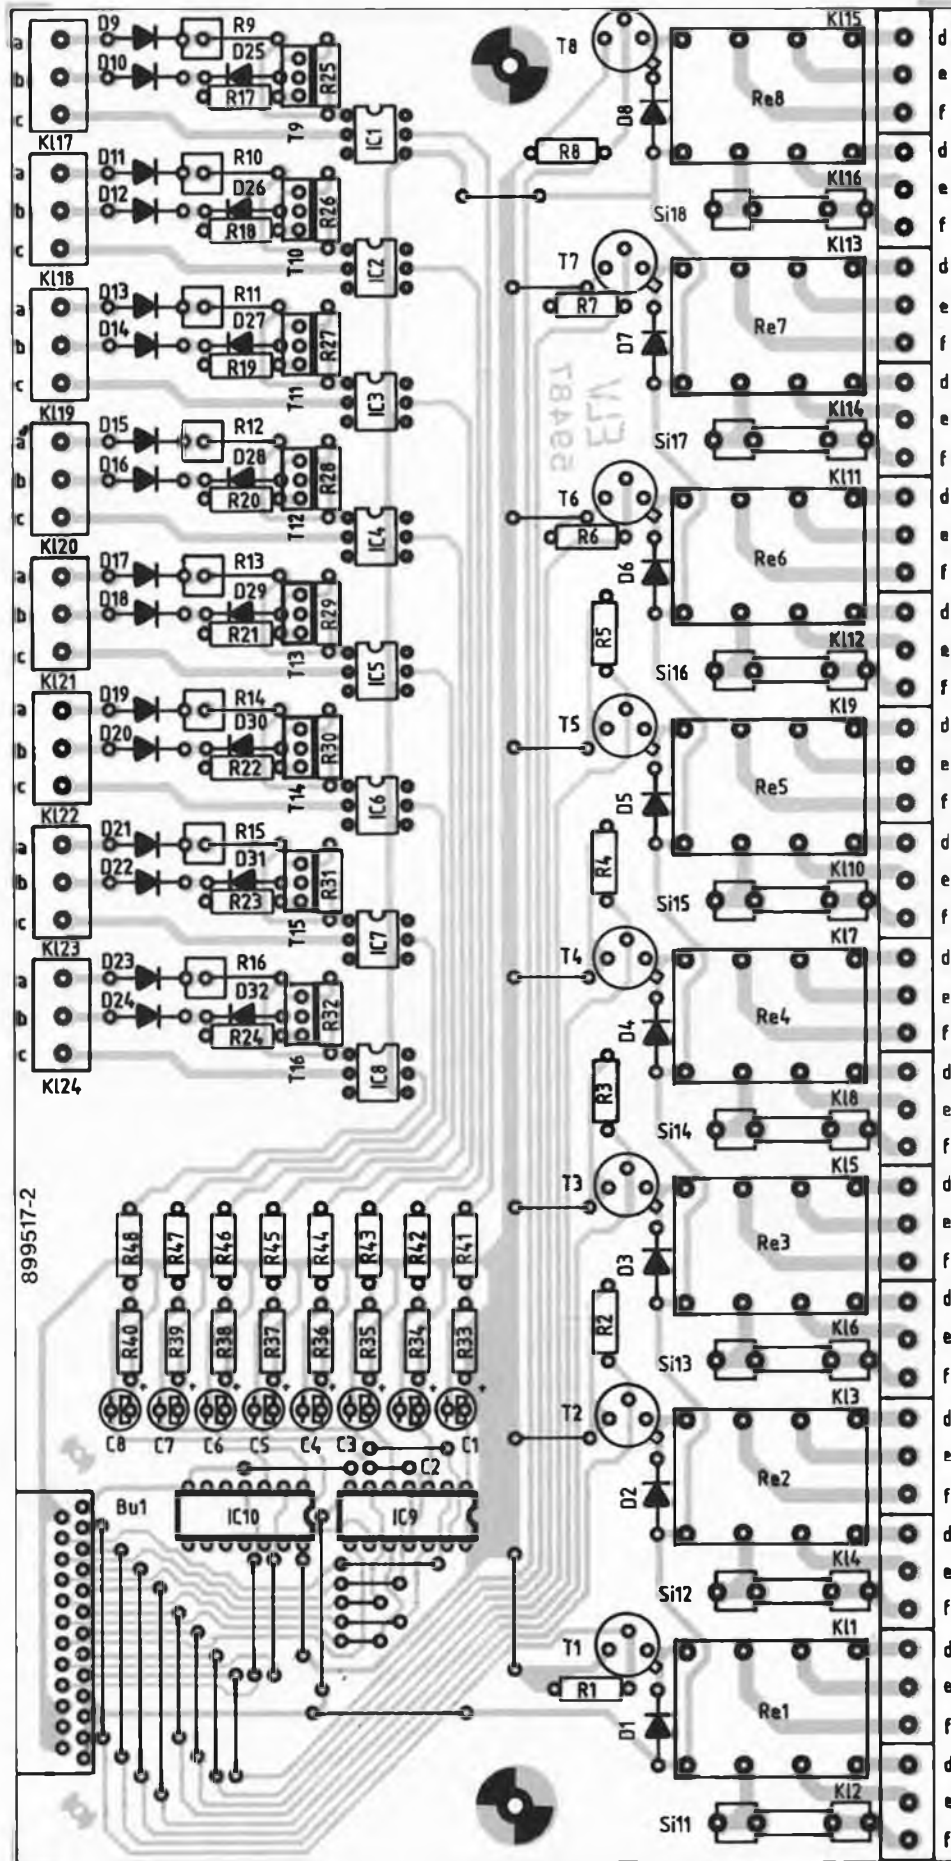 D9 R9 T8 Kl15
a D25 d
b D10 R17 R25 D8 Re8 e
c T9 IC1 R8 f
Kl17
D11 R10 d
a D26 Kl16
b D12 R18 R26 Si18 e
c T10 IC2 f
Kl18 T7 Kl13
D13 R11 d
a D27 R7 e
b D14 R19 R27 D7 Re7 f
c T11 IC3 59487 ELV d
Kl19 Kl14
a D15 R12 Si17 e
D28 f
b D16 R20 R28 T6 Kl11
c T12 IC4 R6 d
Kl20 e
D17 R13 D6 Re6 f
a D29 d
b D18 R21 R29 R5 Kl12
c T13 IC5 Si16 e
Kl21 f
D19 R14 T5 Kl9
a D30 d
b D20 R22 R30 e
c T14 IC6 D5 Re5 f
Kl22
D21 R15 R4 d
a D31 Kl10
b D22 R23 R31 Si15 e
c T15 IC7 f
Kl23 T4 Kl7
D23 R16 d
a D32 e
b D24 R24 R32 D4 Re4 f
c T16 IC8 d
Kl24 R3 Kl8
e
Si14 f
T3 Kl5
d
899517-2 e
R48 R47 R46 R45 R44 R43 R42 R41 D3 Re3 f
d
R40 R39 R38 R37 R36 R35 R34 R33 R2 Kl6
e
Si13 f
+ + + + + + + +
T2 Kl3
d
C8 C7 C6 C5 C4 C3 C1 e
C2
Bu1 IC10 IC9 D2 Re2 f
d
Kl4
e
Si12 f
T1 Kl1
d
R1 e
D1 Re1 f
d
Kl2
e
Si11 f